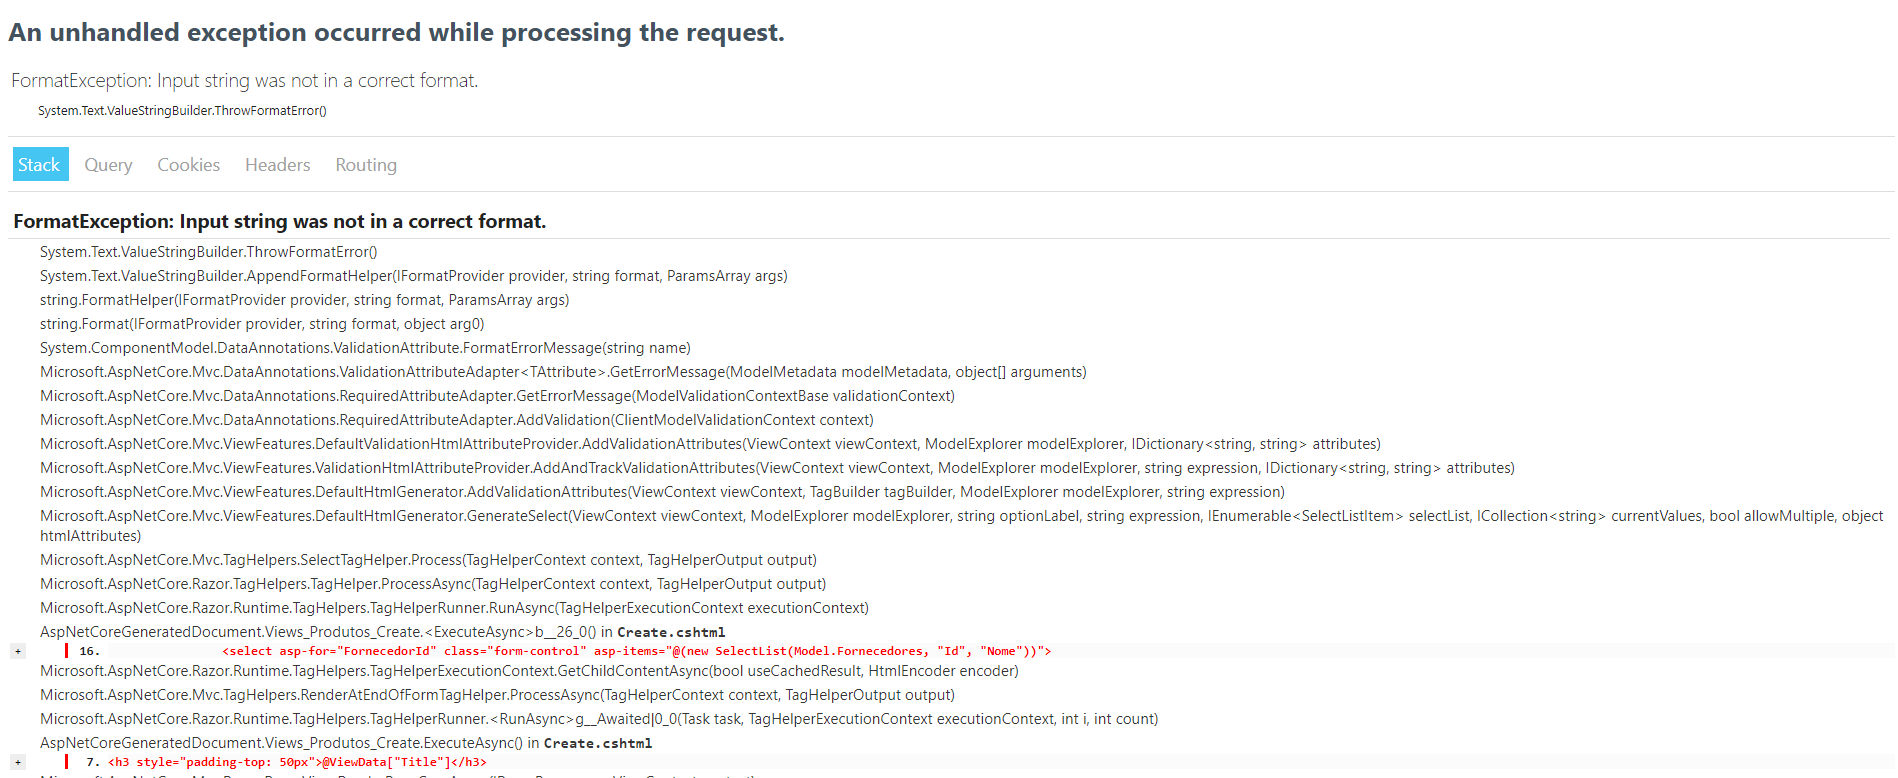 An unhandled exception occurred while processing the request.
FormatException: Input string was not in a correct format.
System.Text.ValueStringBuilder.ThrowFormatError()
Stack Query Cookies Headers Routing
FormatException: Input string was not in a correct format.
System.Text.ValueStringBuilder.ThrowFormatError()
System.Text.ValueStringBuilder.AppendFormatHelper(IFormatProvider provider, string format, ParamsArray args)
string.FormatHelper(IFormatProvider provider, string format, ParamsArray args)
string.Format(IFormatProvider provider, string format, object arg0)
System.ComponentModel.DataAnnotations.ValidationAttribute.FormatErrorMessage(string name)
Microsoft.AspNetCore.Mvc.DataAnnotations.ValidationAttributeAdapter<TAttribute>.GetErrorMessage(ModelMetadata modelMetadata, object[] arguments)
Microsoft.AspNetCore.Mvc.DataAnnotations.RequiredAttributeAdapter.GetErrorMessage(ModelValidationContextBase validationContext)
Microsoft.AspNetCore.Mvc.DataAnnotations.RequiredAttributeAdapter.AddValidation(ClientModelValidationContext context)
Microsoft.AspNetCore.Mvc.ViewFeatures.DefaultValidationHtmlAttributeProvider.AddValidationAttributes(ViewContext viewContext, ModelExplorer modelExplorer, IDictionary<string, string> attributes)
Microsoft.AspNetCore.Mvc.ViewFeatures.ValidationHtmlAttributeProvider.AddAndTrackValidationAttributes(ViewContext viewContext, ModelExplorer modelExplorer, string expression, IDictionary<string, string> attributes)
Microsoft.AspNetCore.Mvc.ViewFeatures.DefaultHtmlGenerator.AddValidationAttributes(ViewContext viewContext, TagBuilder tagBuilder, ModelExplorer modelExplorer, string expression)
Microsoft.AspNetCore.Mvc.ViewFeatures.DefaultHtmlGenerator.GenerateSelect(ViewContext viewContext, ModelExplorer modelExplorer, string optionLabel, string expression, IEnumerable<SelectListItem> selectList, ICollection<string> currentValues, bool allowMultiple, object
htmlAttributes)
Microsoft.AspNetCore.Mvc.TagHelpers.SelectTagHelper.Process(TagHelperContext context, TagHelperOutput output)
Microsoft.AspNetCore.Razor.TagHelpers.TagHelper.ProcessAsync(TagHelperContext context, TagHelperOutput output)
Microsoft.AspNetCore.Razor.Runtime.TagHelpers.TagHelperRunner.RunAsync(TagHelperExecutionContext executionContext)
AspNetCoreGeneratedDocument.Views_Produtos_Create.<ExecuteAsync>b__26_0() in Create.cshtml
+ 16. <select asp-for="FornecedorId" class="form-control" asp-items="@(new SelectList(Model.Fornecedores, "Id", "Nome"))">
Microsoft.AspNetCore.Razor.Runtime.TagHelpers.TagHelperExecutionContext.GetChildContentAsync(bool useCachedResult, HtmlEncoder encoder)
Microsoft.AspNetCore.Mvc.TagHelpers.RenderAtEndOfFormTagHelper.ProcessAsync(TagHelperContext context, TagHelperOutput output)
Microsoft.AspNetCore.Razor.Runtime.TagHelpers.TagHelperRunner.<RunAsync>g__Awaited|0_0(Task task, TagHelperExecutionContext executionContext, int i, int count)
AspNetCoreGeneratedDocument.Views_Produtos_Create.ExecuteAsync() in Create.cshtml
+ 7. <h3 style="padding-top: 50px">@ViewData["Title"]</h3>